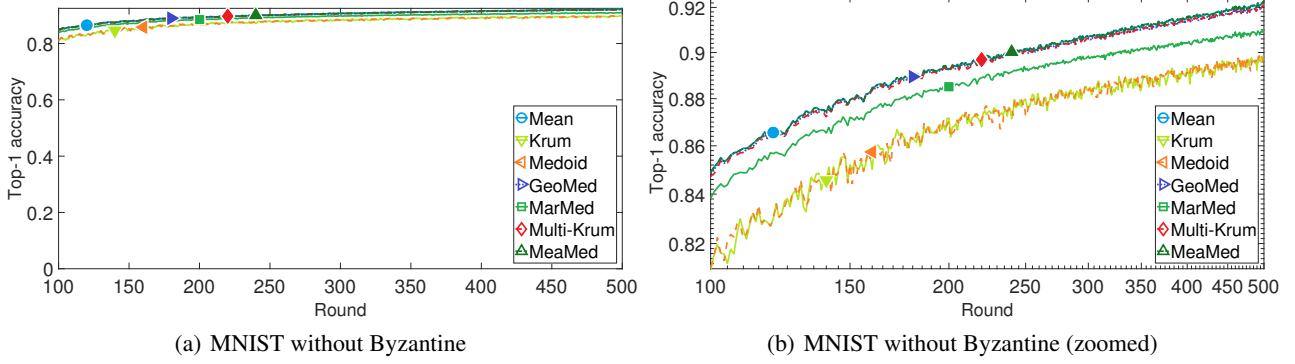 Top-1 accuracy
0.8
0.6
0.4
0.2
0
Mean
Krum
Medoid
GeoMed
MarMed
Multi-Krum
MeaMed
100 150 200 250 300 350 400 450 500
Round
(a) MNIST without Byzantine
Top-1 accuracy
0.92
0.9
0.88
0.86
0.84
0.82
Mean
Krum
Medoid
GeoMed
MarMed
Multi-Krum
MeaMed
100 150 200 250 300 350 400 450 500
Round
(b) MNIST without Byzantine (zoomed)